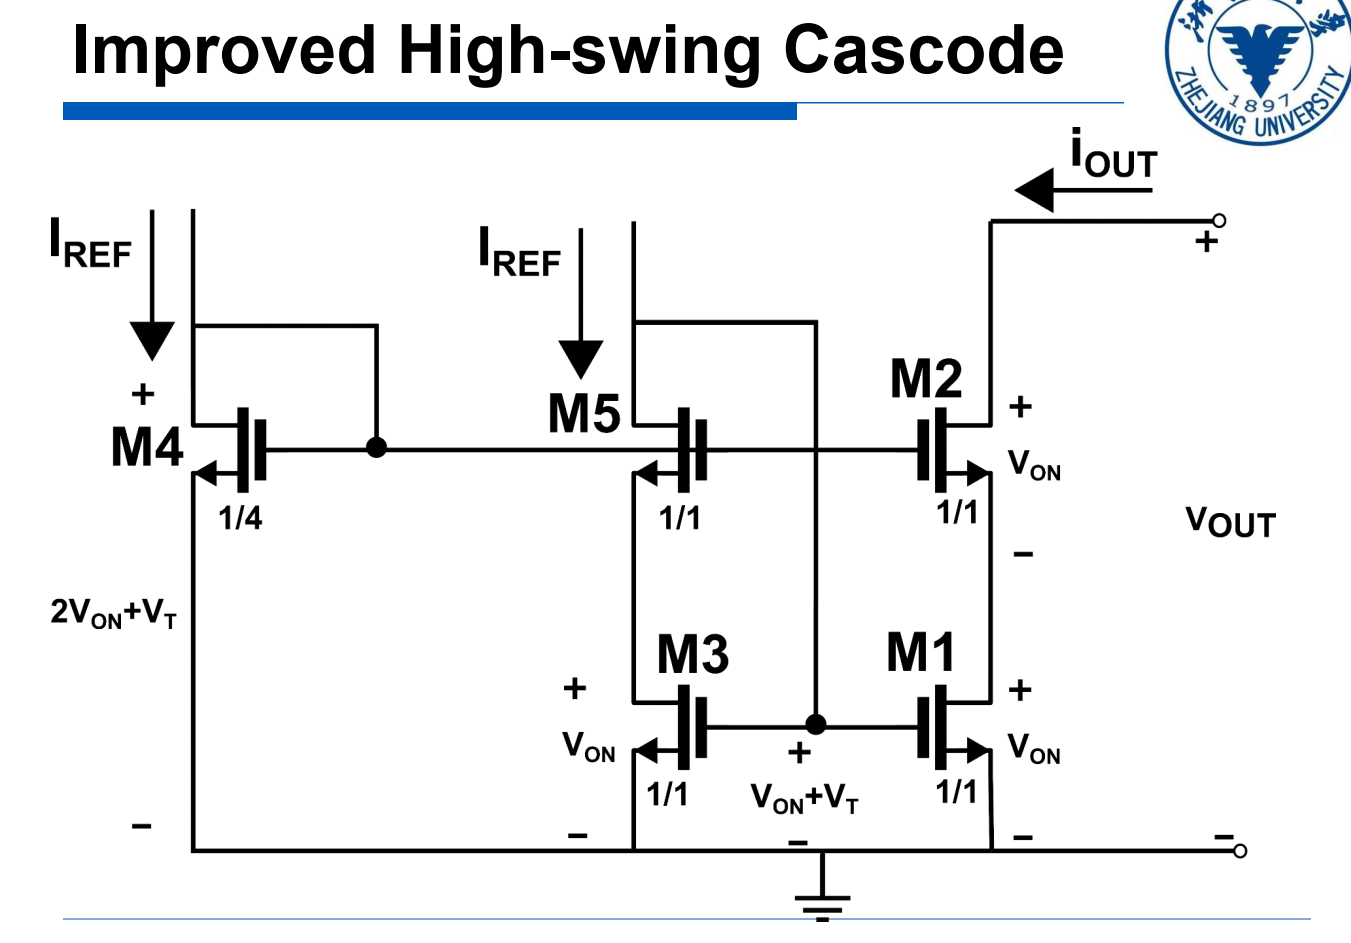 Improved High-swing Cascode
ZHEJIANG UNIVERSITY
1897
iOUT
IREF
IREF
+
+
M4
M5
M2
+
VON
1/4
1/1
1/1
vOUT
−
2VON+VT
M3
M1
+
+
VON
+
VON
1/1
VON+VT
1/1
−
−
−
−
−